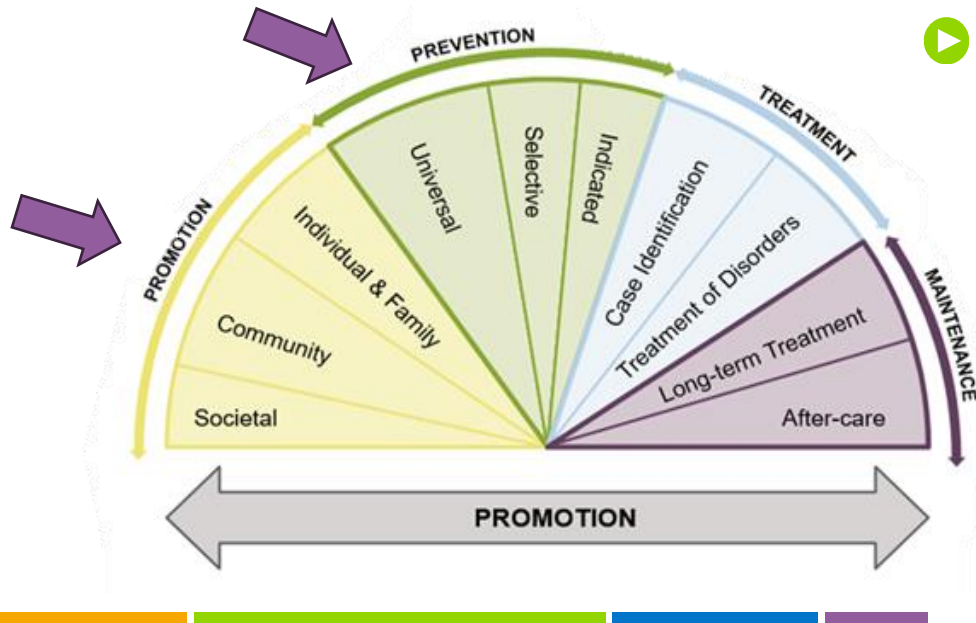 PREVENTION
TREATMENT
PROMOTION
MAINTENANCE
Societal
Community
Individual & Family
Universal
Selective
Indicated
Case Identification
Treatment of Disorders
Long-term Treatment
After-care
PROMOTION